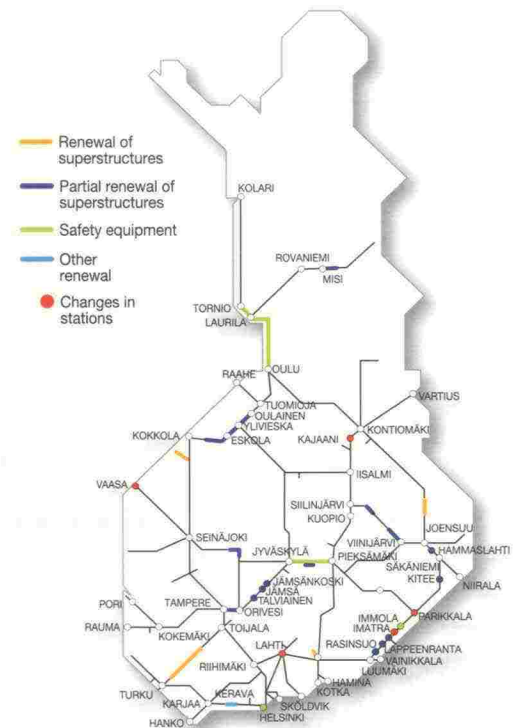 Renewal of
superstructures
Partial renewal of
superstructures
Safety equipment
Other
renewal
Changes in
stations
KOLARI
ROVANIEMI
MISI
TORNIO
LAURILA
RAAHE
OULU
VARTIUS
TUOMIOJA
OULAINEN
YLIVIESKA
KONTIOMÄKI
KOKKOLA
ESKOLA
KAJAANI
IISALMI
VAASA
SIILINJÄRVI
KUOPIO
SEINÄJOKI
VIINIJÄRVI
JOENSUU
JYVÄSKYLÄ
PIEKSÄMÄKI
HAMMASLAHTI
SÄKÄNIEMI
KITEE
NIIRALA
JÄMSÄNKOSKI
JÄMSÄ
TALVIAINEN
PORI
TAMPERE
ORIVESI
PARIKKALA
RAUMA
KOKEMÄKI
TOIJALA
IMMOLA
IMATRA
LAHTI
RASINSUO
LAPPEENRANTA
RIIHIMÄKI
VAINIKKALA
LUUMÄKI
TURKU
KERAVA
HAMINA
KOTKA
KARJAA
SKÖLDVIK
HELSINKI
HANKO